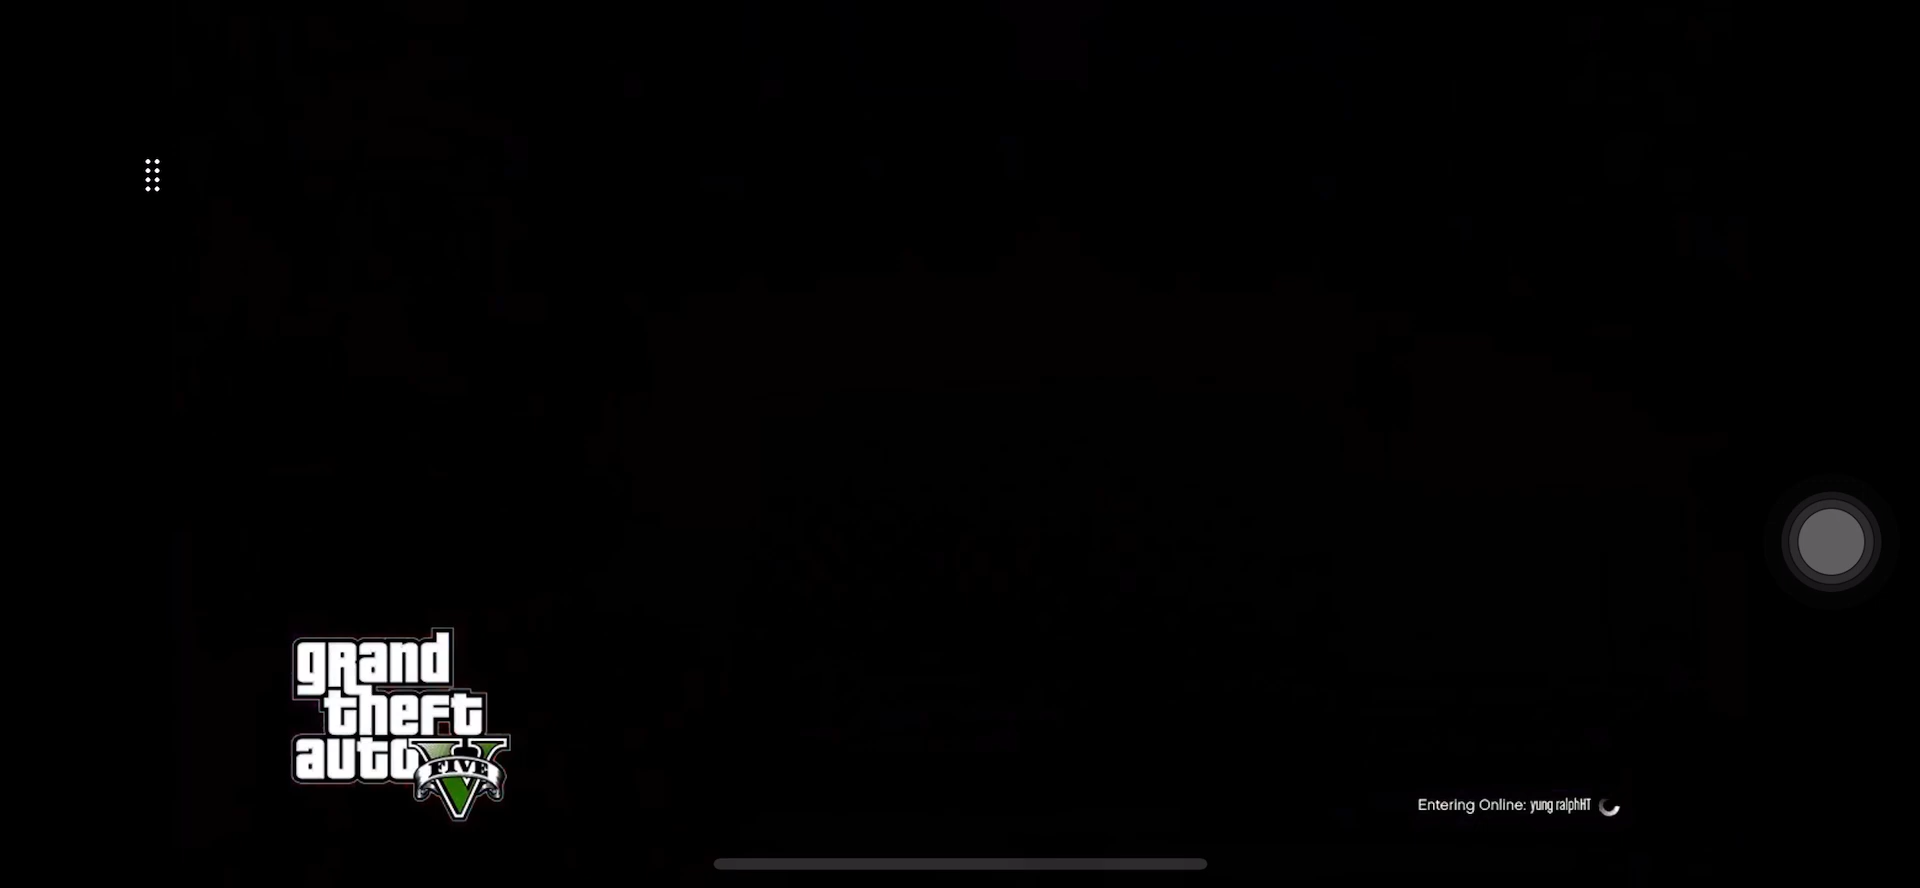 grand
theft
auto V
FIVE
Entering Online: yung ralphHT